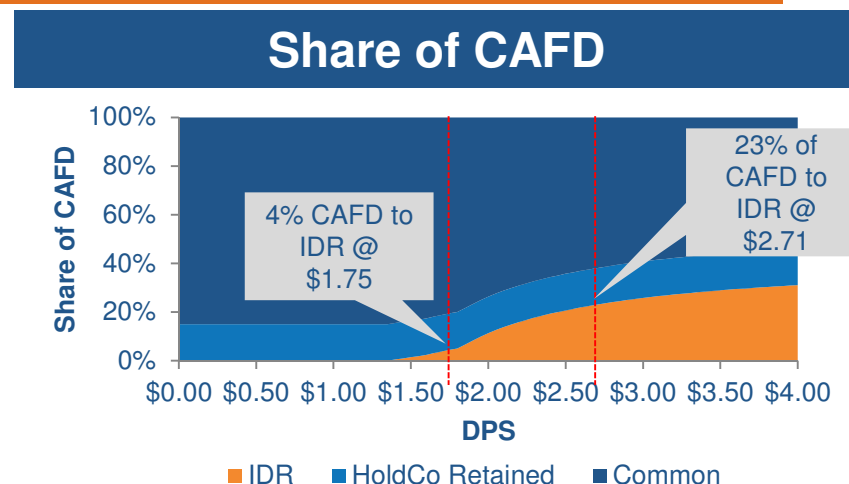 Share of CAFD
Share of CAFD
100%
80%
60%
40%
20%
0%
4% CAFD to
IDR @
$1.75
23% of
CAFD to
IDR @
$2.71
$0.00 $0.50 $1.00 $1.50 $2.00 $2.50 $3.00 $3.50 $4.00
DPS
IDR HoldCo Retained Common